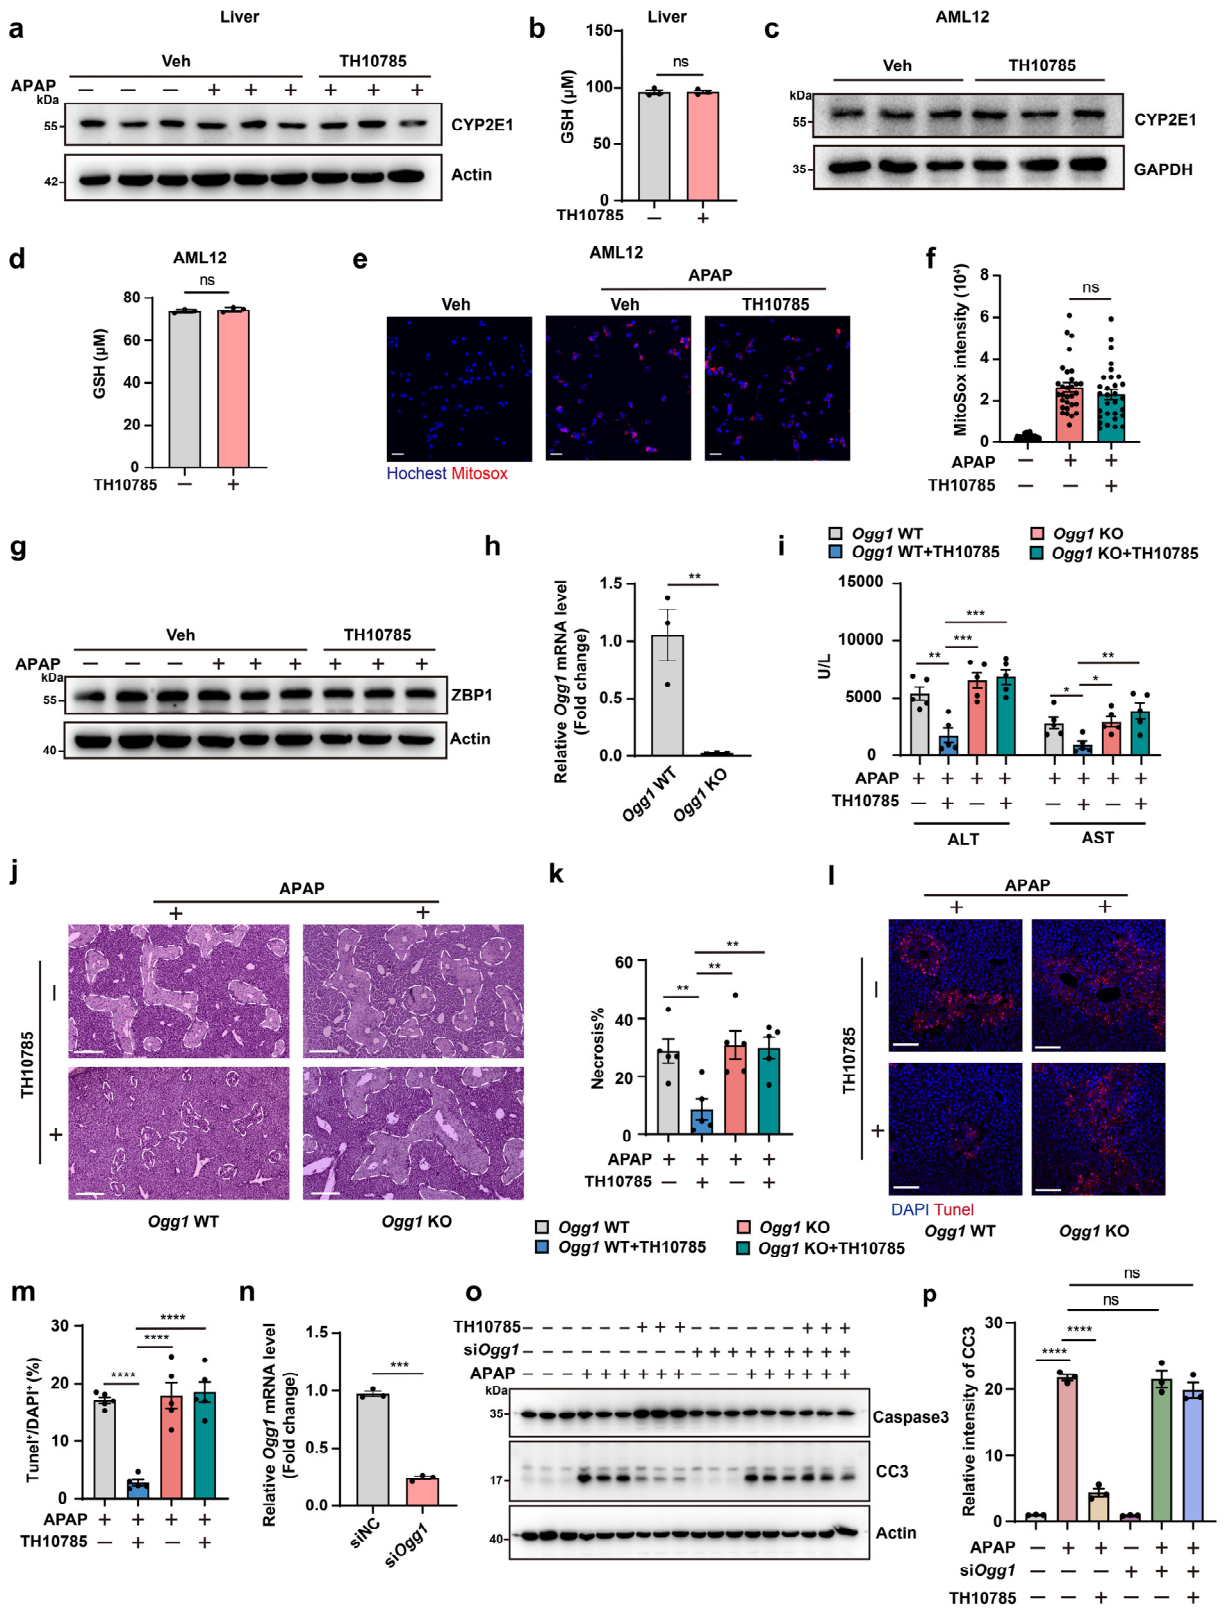 a
Liver
Veh
TH10785
APAP — — — + + + + + +
kDa
55
CYP2E1
42
Actin
b
Liver
ns
GSH (μM)
150
100
50
0
TH10785 — +
c
AML12
Veh
TH10785
kDa
55
CYP2E1
35
GAPDH
d
AML12
ns
GSH (μM)
80
60
40
20
0
TH10785 — +
e
AML12
APAP
Veh
Veh
TH10785
Hochest Mitosox
f
MitoSox intensity (10⁴)
8
6
4
2
0
ns
APAP — + +
TH10785 — — +
g
Veh
TH10785
APAP — — — + + + + + +
kDa
55
ZBP1
40
Actin
h
Relative Ogg1 mRNA level
(Fold change)
1.5
1.0
0.5
0.0
**
Ogg1 WT
Ogg1 KO
i
Ogg1 WT
Ogg1 KO
Ogg1 WT+TH10785
Ogg1 KO+TH10785
U/L
15000
10000
5000
0
***
** ***
**
* *
APAP + + + + + + + +
TH10785 — + — + — + — +
ALT
AST
j
APAP
+ +
TH10785
—
+
Ogg1 WT
Ogg1 KO
k
Necrosis%
60
40
20
0
**
**
**
APAP + + + +
TH10785 — + — +
Ogg1 WT
Ogg1 KO
Ogg1 WT+TH10785
Ogg1 KO+TH10785
l
APAP
+ +
TH10785
—
+
DAPI Tunel
Ogg1 WT
Ogg1 KO
m
Tunel⁺/DAPI⁺ (%)
30
20
10
0
****
****
****
APAP + + + +
TH10785 — + — +
n
Relative Ogg1 mRNA level
(Fold change)
1.5
1.0
0.5
0.0
***
siNC
siOgg1
o
TH10785 — — — — — — + + + — — — — — — + + +
siOgg1 — — — — — — — — — + + + + + + + + +
APAP — — — + + + + + + — — — + + + + + +
kDa
35
Caspase3
17
CC3
40
Actin
p
Relative intensity of CC3
30
20
10
0
ns
ns
****
****
APAP — + + — + +
siOgg1 — — — + + +
TH10785 — — + — — +